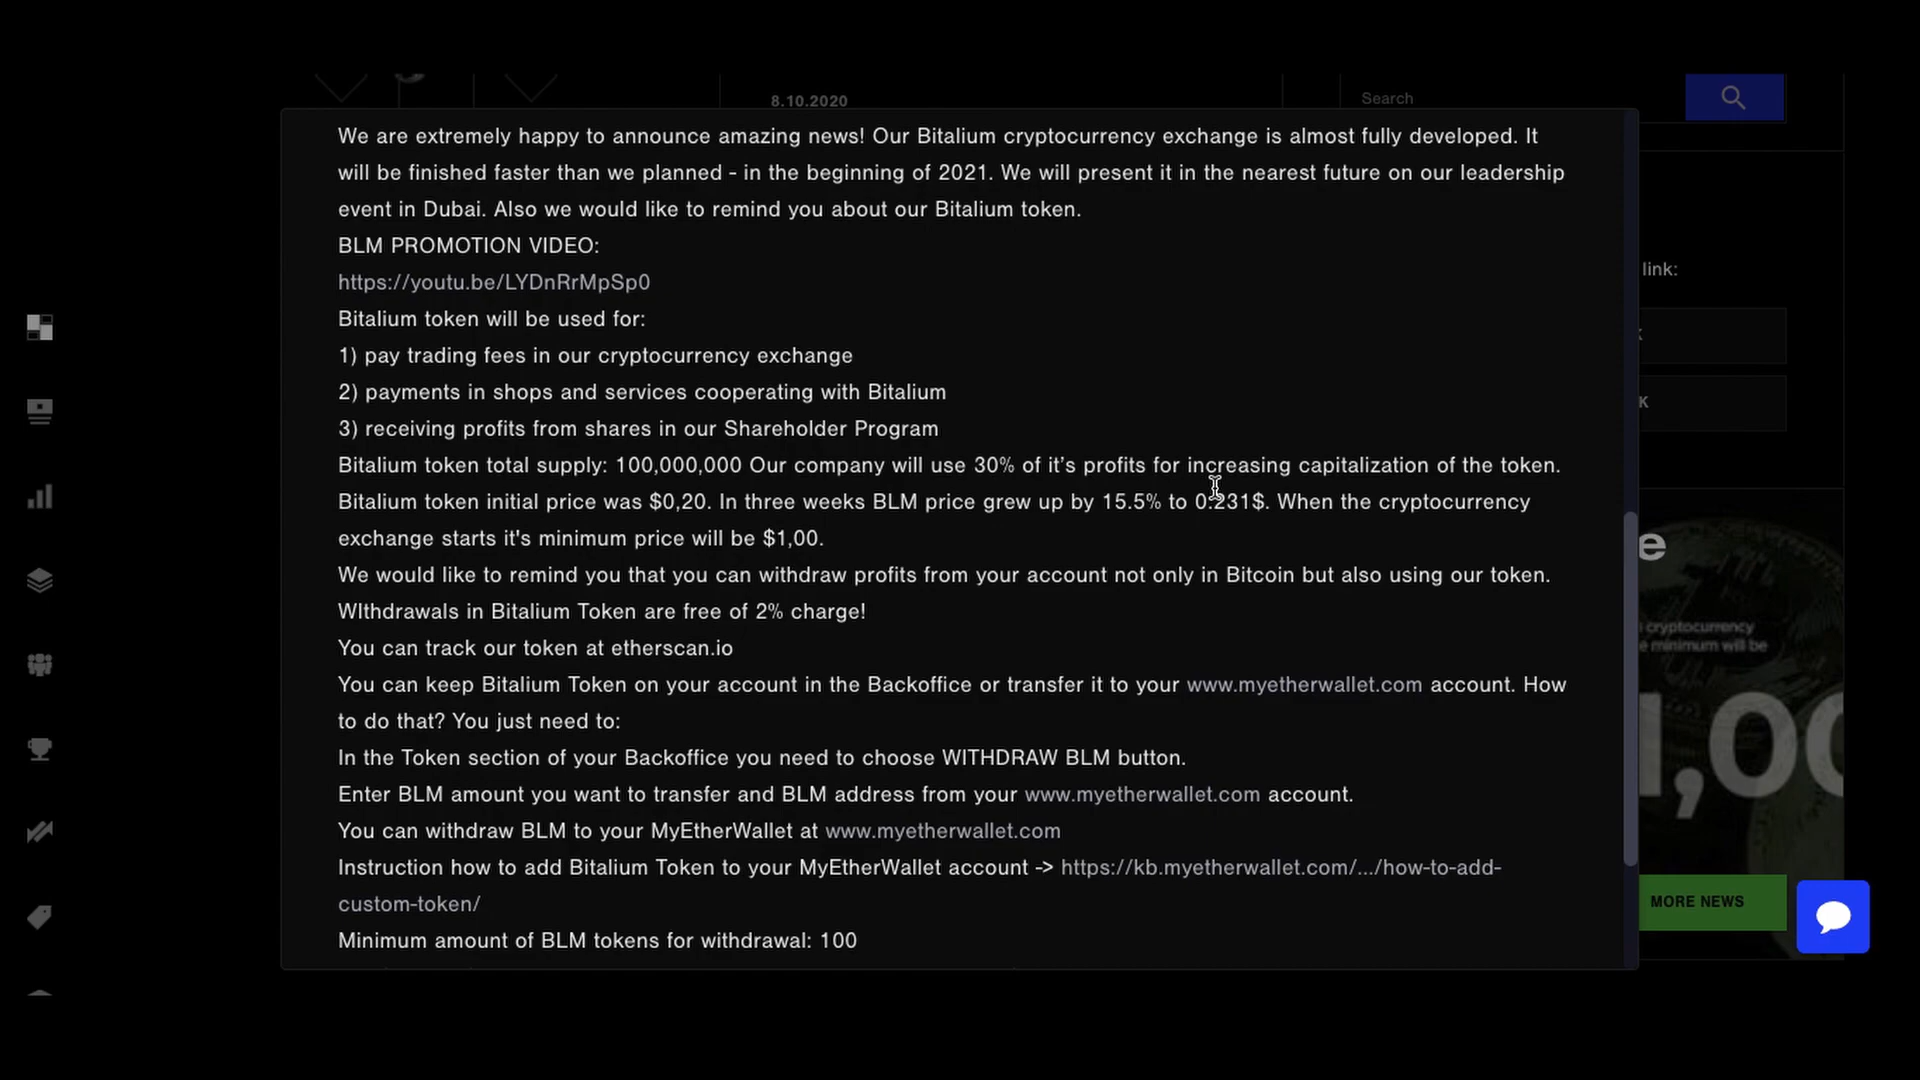 8.10.2020
Search
We are extremely happy to announce amazing news! Our Bitalium cryptocurrency exchange is almost fully developed. It
will be finished faster than we planned - in the beginning of 2021. We will present it in the nearest future on our leadership
event in Dubai. Also we would like to remind you about our Bitalium token.
BLM PROMOTION VIDEO:
https://youtu.be/LYDnRrMpSp0
Bitalium token will be used for:
1) pay trading fees in our cryptocurrency exchange
2) payments in shops and services cooperating with Bitalium
3) receiving profits from shares in our Shareholder Program
Bitalium token total supply: 100,000,000 Our company will use 30% of it’s profits for increasing capitalization of the token.
Bitalium token initial price was $0,20. In three weeks BLM price grew up by 15.5% to 0.231$. When the cryptocurrency
exchange starts it's minimum price will be $1,00.
We would like to remind you that you can withdraw profits from your account not only in Bitcoin but also using our token.
WIthdrawals in Bitalium Token are free of 2% charge!
You can track our token at etherscan.io
You can keep Bitalium Token on your account in the Backoffice or transfer it to your www.myetherwallet.com account. How
to do that? You just need to:
In the Token section of your Backoffice you need to choose WITHDRAW BLM button.
Enter BLM amount you want to transfer and BLM address from your www.myetherwallet.com account.
You can withdraw BLM to your MyEtherWallet at www.myetherwallet.com
Instruction how to add Bitalium Token to your MyEtherWallet account -> https://kb.myetherwallet.com/.../how-to-add-
custom-token/
Minimum amount of BLM tokens for withdrawal: 100
link:
K
K
e
cryptocurrency
minimum will be
1,00
MORE NEWS